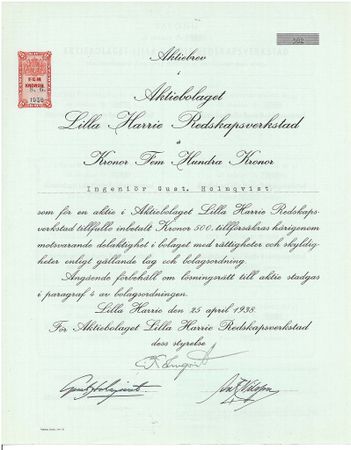 502
Aktiebrev
i
Aktiebolaget
Lilla Harrie Redskapsverkstad
å
Kronor Fem Hundra Kronor
Ingeniör Gust. Holmqvist
som för en aktie i Aktiebolaget Lilla Harrie Redskaps-
verkstad tillfullo inbetalt Kronor 500, tillförsäkras härigenom
motsvarande delaktighet i bolaget med rättigheter och skyldig-
heter enligt gällande lag och bolagsordning.
Angående förbehåll om lösningsrätt till aktie stadgas
i paragraf 4 av bolagsordningen.
Lilla Harrie den 25 april 1938.
För Aktiebolaget Lilla Harrie Redskapsverkstad
dess styrelse
Gust Holmqvist